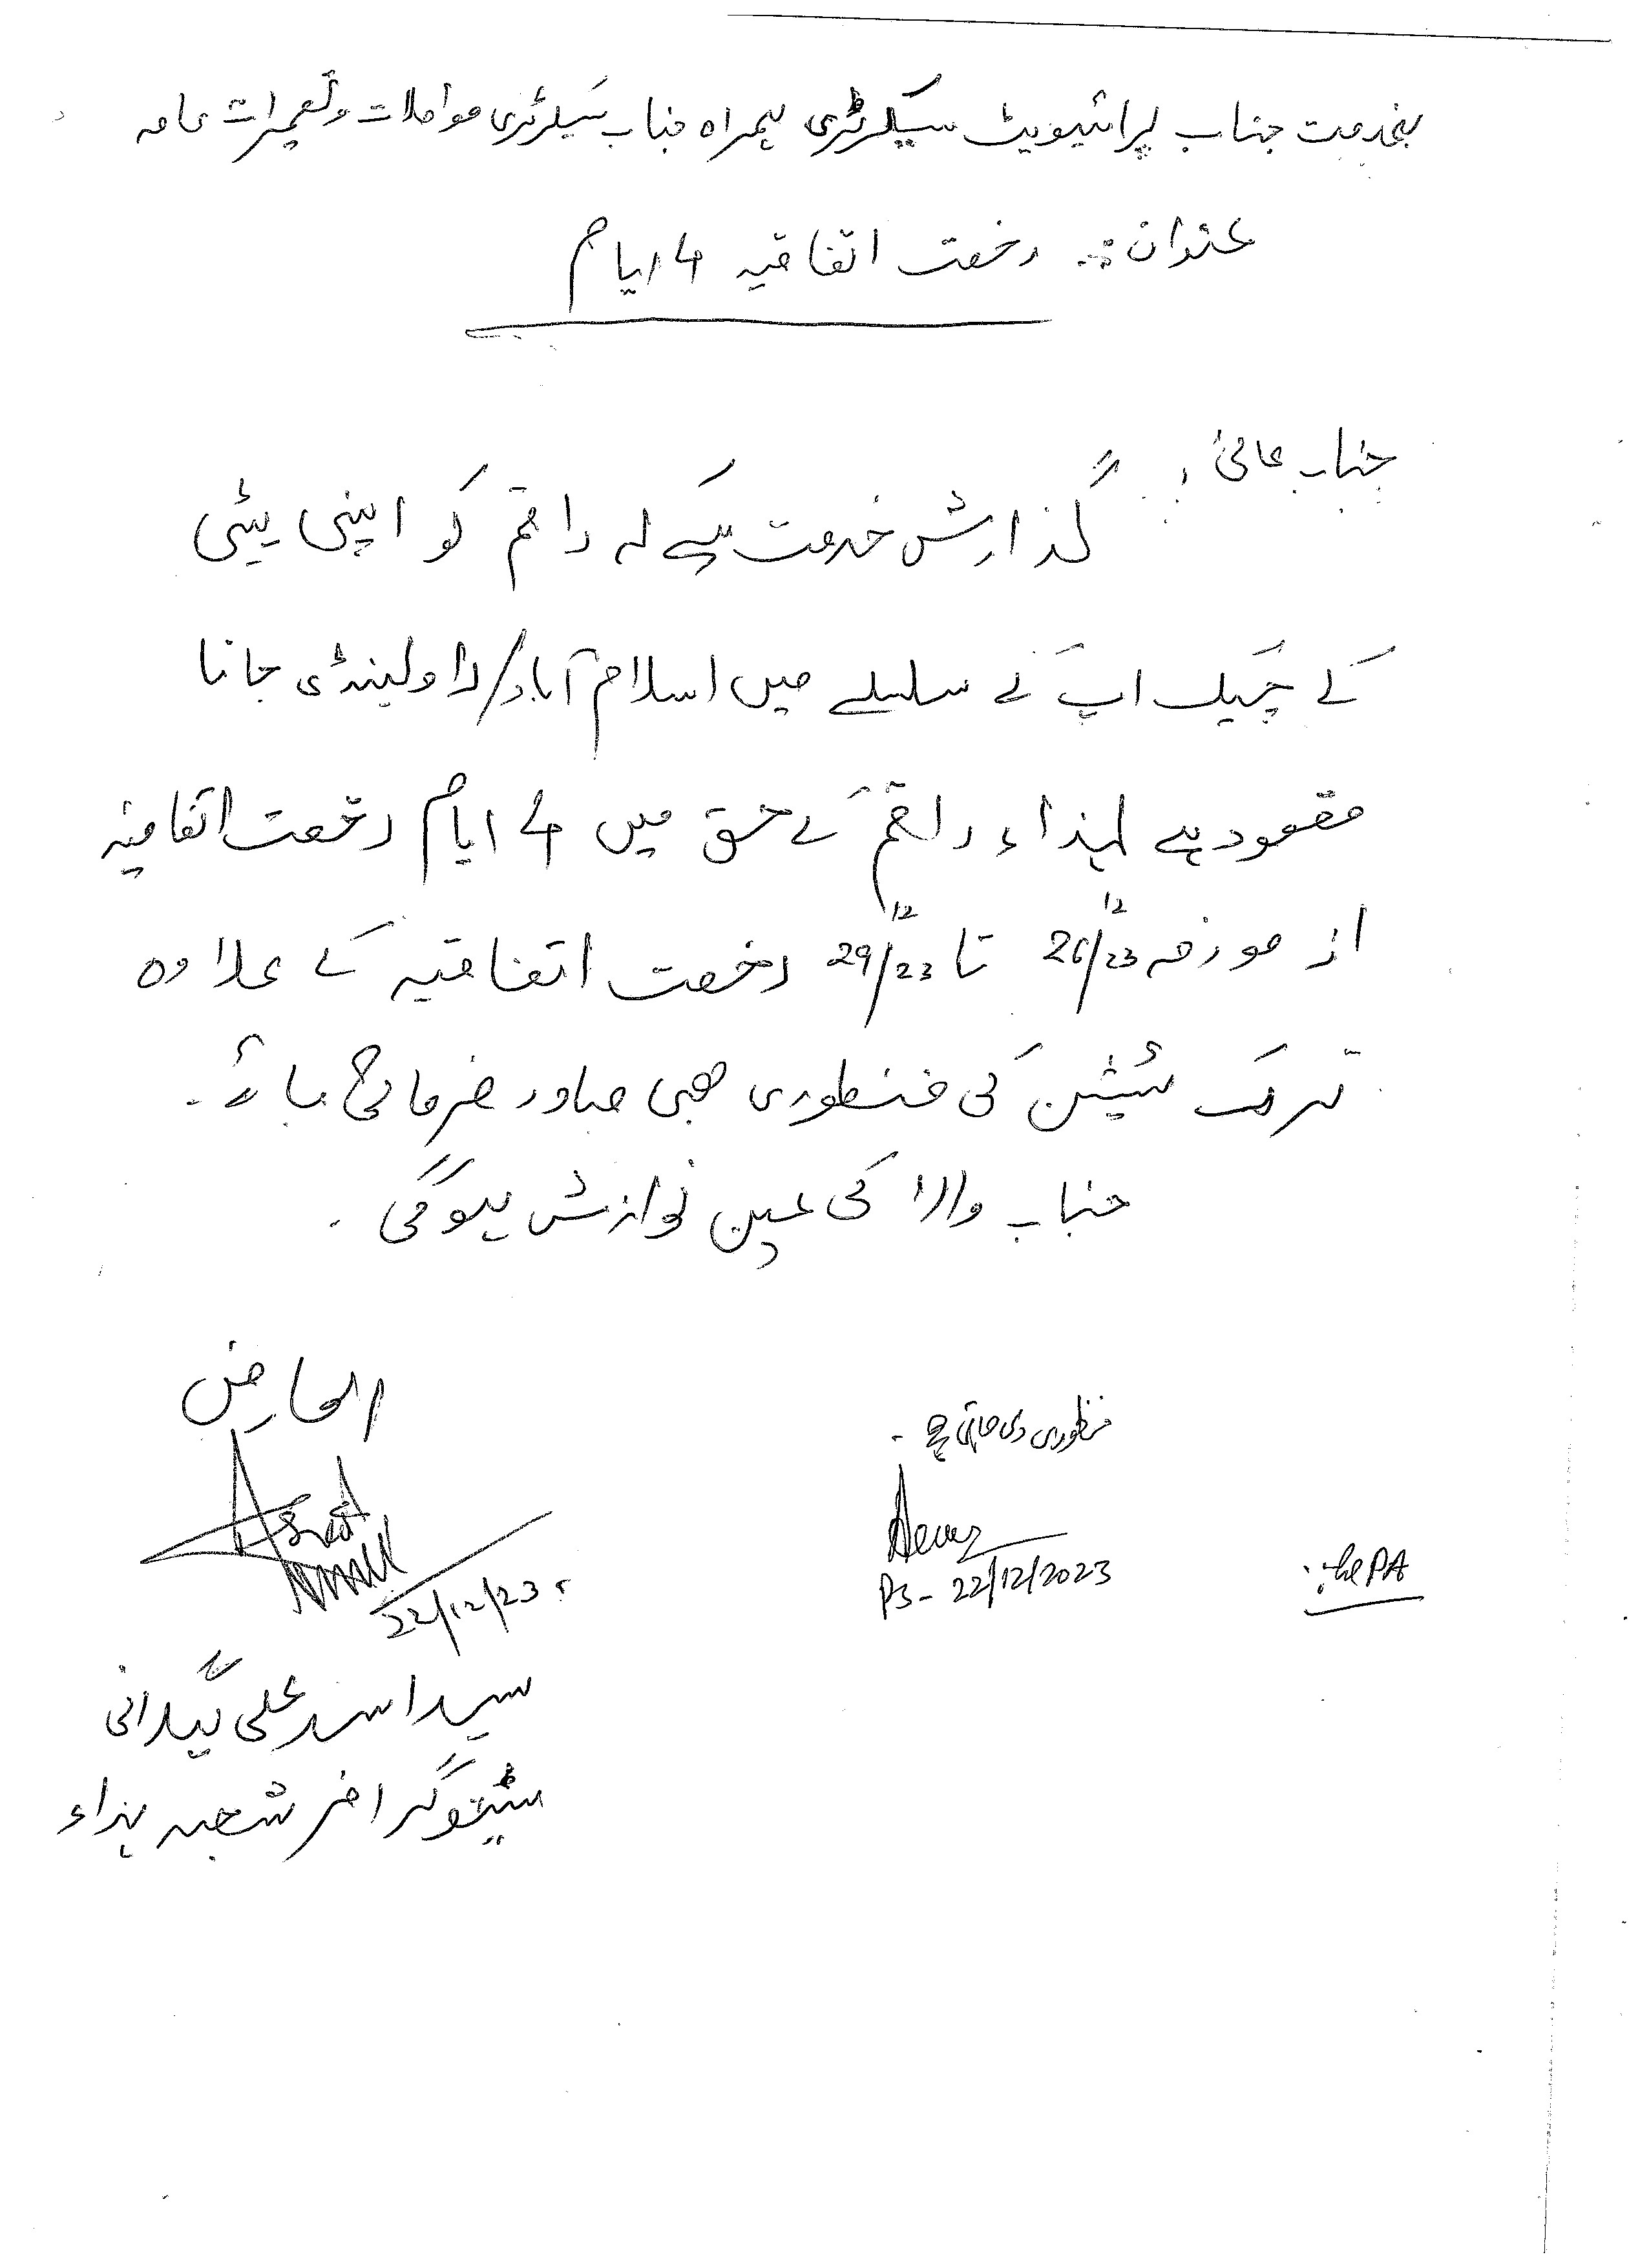 بخدمت جناب پرائیویٹ سیکرٹری ہمراہ جناب سیکرٹری مواصلات و تعمیرات عامہ
عنوان:۔ رخصت اتفاقیہ 4 ایام
جناب عالی!
گذارش خدمت ہے کہ راقم کو اپنی بیٹی
کے چیک اپ کے سلسلے میں اسلام آباد/راولپنڈی جانا
مقصود ہے لہذاء راقم کے حق میں 4 ایام رخصت اتفاقیہ
از مورخہ 26/12/23 تا 29/12/23 رخصت اتفاقیہ کے علاوہ
ترک سٹیشن کی منظوری بھی صادر فرمائی جائے۔
جناب والا کی عین نوازش ہوگی۔
العارض
منظوری دی جاتی ہے۔
PS- 22/12/2023
PA
22/12/23
سید اسد علی گیلانی
سٹینوگرافر شعبہ ہذاء